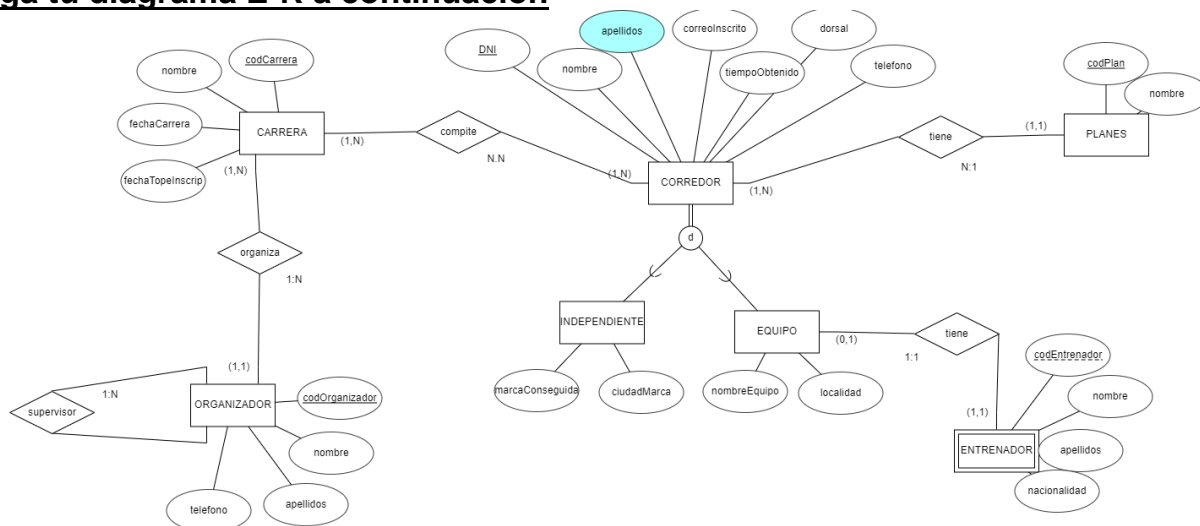 ga tu diagrama E-R a continuación
apellidos
correoInscrito
dorsal
DNI
codCarrera
nombre
nombre
tiempoObtenido
telefono
codPlan
nombre
fechaCarrera
CARRERA
(1,N)
compite
N.N
(1,N)
CORREDOR
(1,N)
tiene
N:1
(1,1)
PLANES
fechaTopeInscrip
(1,N)
organiza
1:N
d
INDEPENDIENTE
EQUIPO
(0,1)
tiene
1:1
codEntrenador
marcaConseguida
ciudadMarca
nombreEquipo
localidad
nombre
(1,1)
ENTRENADOR
apellidos
nacionalidad
(1,1)
1:N
supervisor
ORGANIZADOR
codOrganizador
nombre
telefono
apellidos